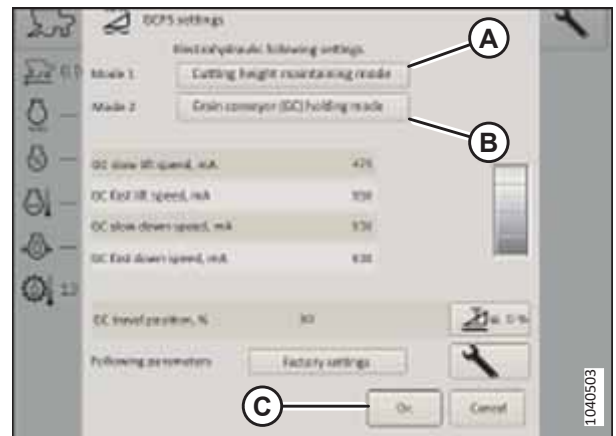 GCPS settings
Electrohydraulic following settings
Mode 1
Cutting height maintaining mode
Mode 2
Grain conveyor (GC) holding mode
GC slow lift speed, mA
GC fast lift speed, mA
GC slow down speed, mA
GC fast down speed, mA
GC travel position, %
Following parameters
Factory settings
Ok
Cancel
A
B
C
1040503